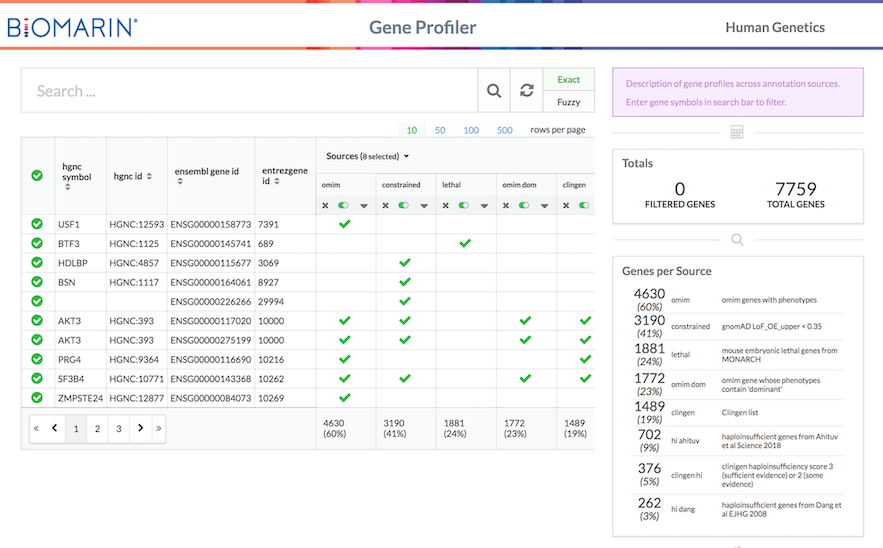 BIOMARIN®
Gene Profiler
Human Genetics
Search ...
Exact
Fuzzy
10 50 100 500 rows per page
hgnc symbol
hgnc id
ensembl gene id
entrezgene id
Sources (8 selected)
omim constrained lethal omim dom clingen
USF1 HGNC:12593 ENSG00000158773 7391
BTF3 HGNC:1125 ENSG00000145741 689
HDLBP HGNC:4857 ENSG00000115677 3069
BSN HGNC:1117 ENSG00000164061 8927
ENSG00000226266 29994
AKT3 HGNC:393 ENSG00000117020 10000
AKT3 HGNC:393 ENSG00000275199 10000
PRG4 HGNC:9364 ENSG00000116690 10216
SF3B4 HGNC:10771 ENSG00000143368 10262
ZMPSTE24 HGNC:12877 ENSG00000084073 10269
« 1 2 3 »
4630 3190 1881 1772 1489
(60%) (41%) (24%) (23%) (19%)
Description of gene profiles across annotation sources.
Enter gene symbols in search bar to filter.
Totals
0 7759
FILTERED GENES TOTAL GENES
Genes per Source
4630 (60%) omim omim genes with phenotypes
3190 (41%) constrained gnomAD LoF_OE_upper < 0.35
1881 (24%) lethal mouse embryonic lethal genes from
MONARCH
1772 (23%) omim dom omim gene whose phenotypes
contain 'dominant'
1489 (19%) clingen Clingen list
702 (9%) hi ahituv haploinsufficient genes from Ahituv
et al Science 2018
376 (5%) clingen hi clinigen haploinsufficiency score 3
(sufficient evidence) or 2 (some
evidence)
262 (3%) hi dang haploinsufficient genes from Dang et
al EJHG 2008